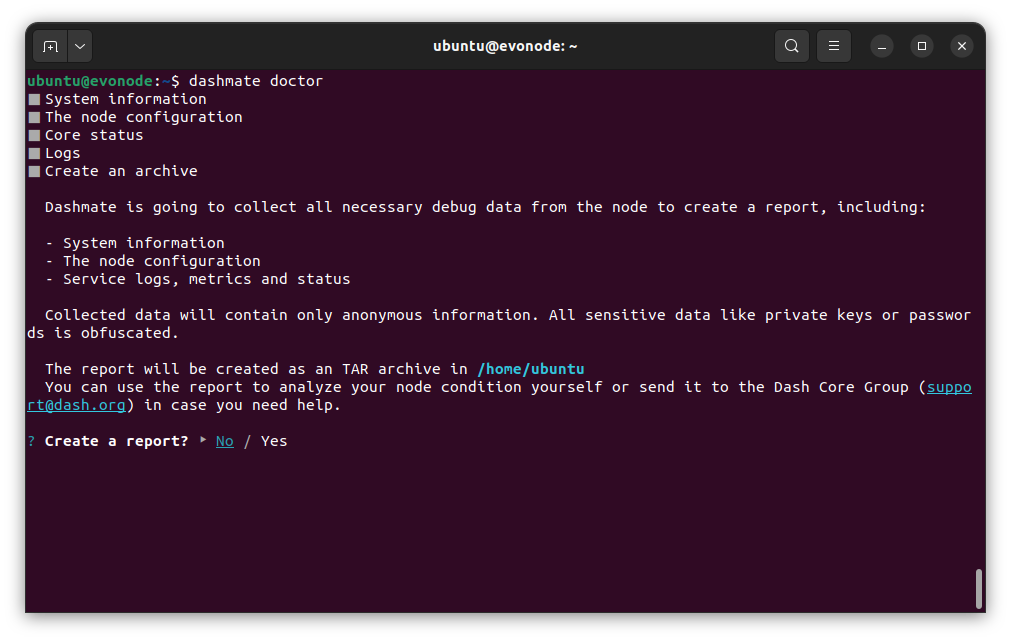 ubuntu@evonode: ~
ubuntu@evonode:~$ dashmate doctor
System information
The node configuration
Core status
Logs
Create an archive
Dashmate is going to collect all necessary debug data from the node to create a report, including:
- System information
- The node configuration
- Service logs, metrics and status
Collected data will contain only anonymous information. All sensitive data like private keys or passwor
ds is obfuscated.
The report will be created as an TAR archive in /home/ubuntu
You can use the report to analyze your node condition yourself or send it to the Dash Core Group (suppo
rt@dash.org) in case you need help.
? Create a report? ‣ No / Yes